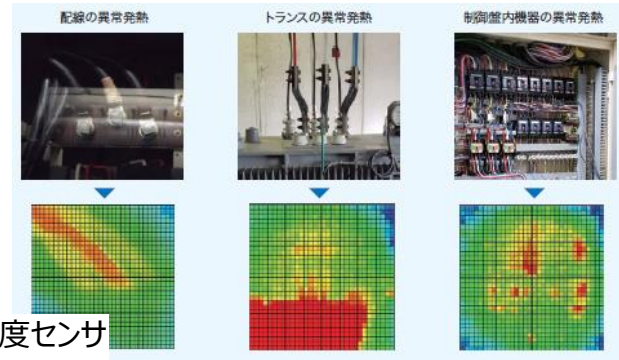 配線の異常発熱
トランスの異常発熱
制御盤内機器の異常発熱
度センサ